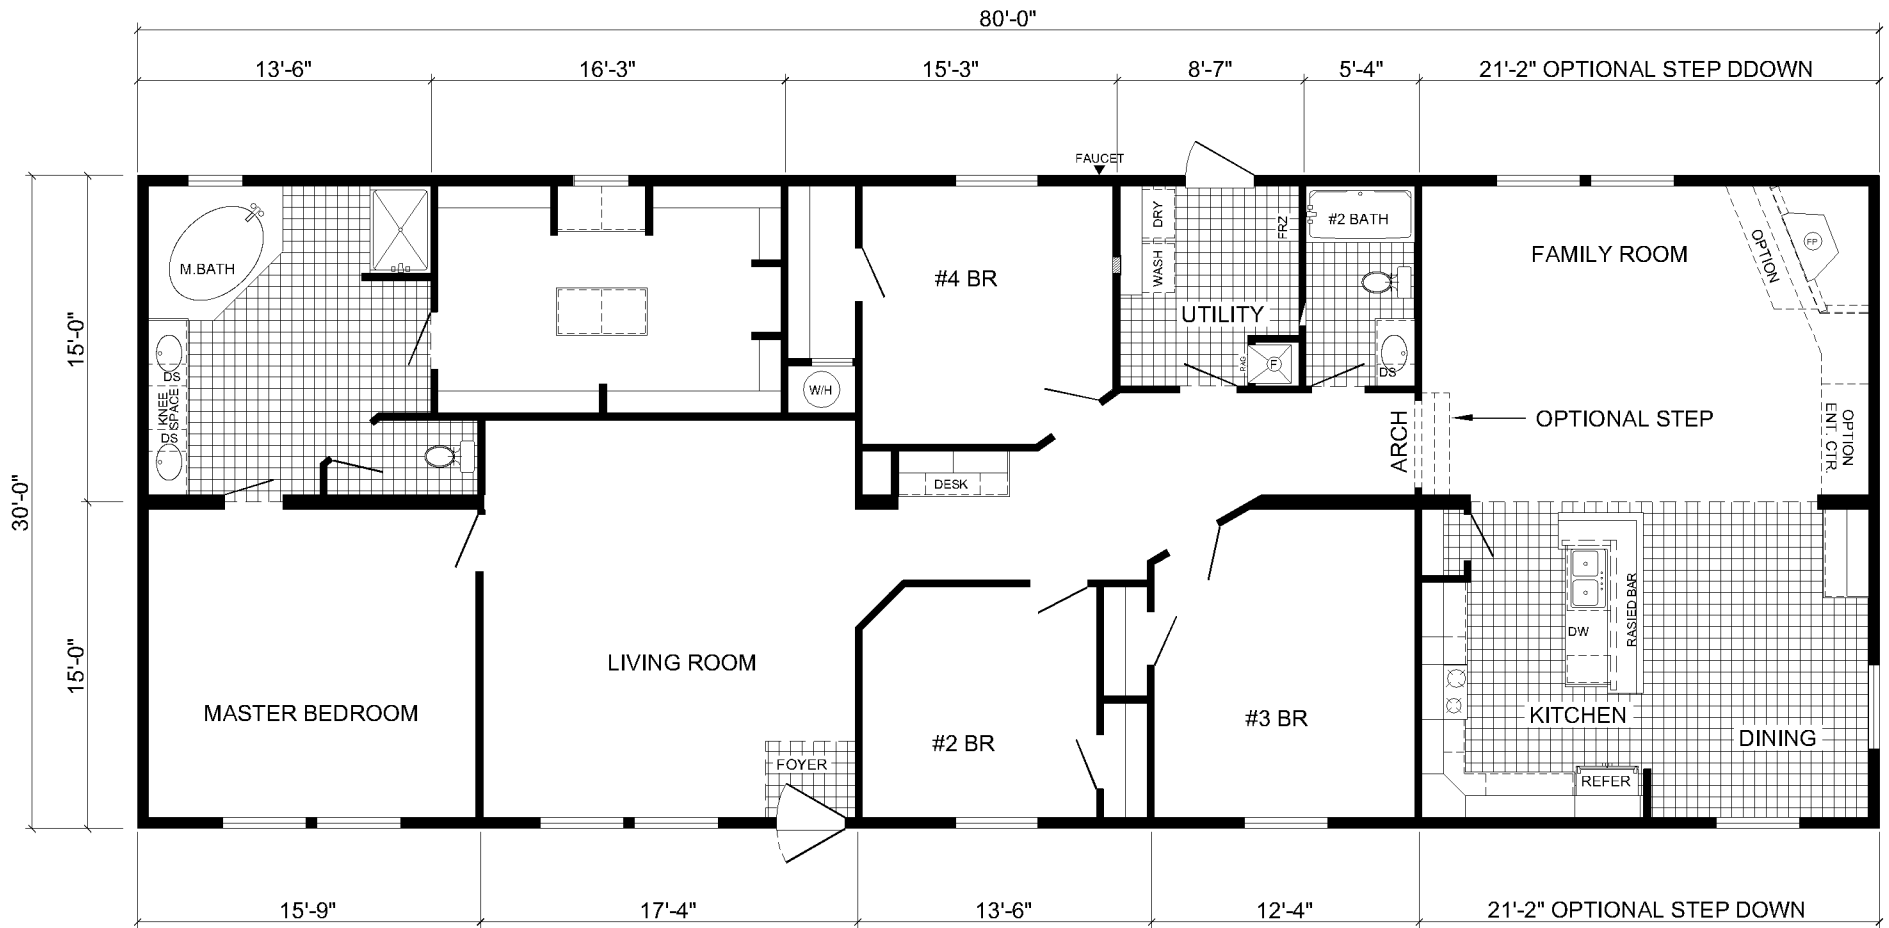 80'-0"
13'-6"
16'-3"
15'-3"
8'-7"
5'-4"
21'-2" OPTIONAL STEP DDOWN
FAUCET
M.BATH
DS
KNEE
SPACE
DS
W/H
#4 BR
DRY
WASH
FRZ
UTILITY
RAG
F
#2 BATH
DS
FAMILY ROOM
OPTION
FP
OPTION
ENT. CTR.
ARCH
OPTIONAL STEP
DESK
15'-0"
30'-0"
15'-0"
MASTER BEDROOM
LIVING ROOM
FOYER
#2 BR
#3 BR
DW
RASIED BAR
KITCHEN
DINING
REFER
15'-9"
17'-4"
13'-6"
12'-4"
21'-2" OPTIONAL STEP DOWN